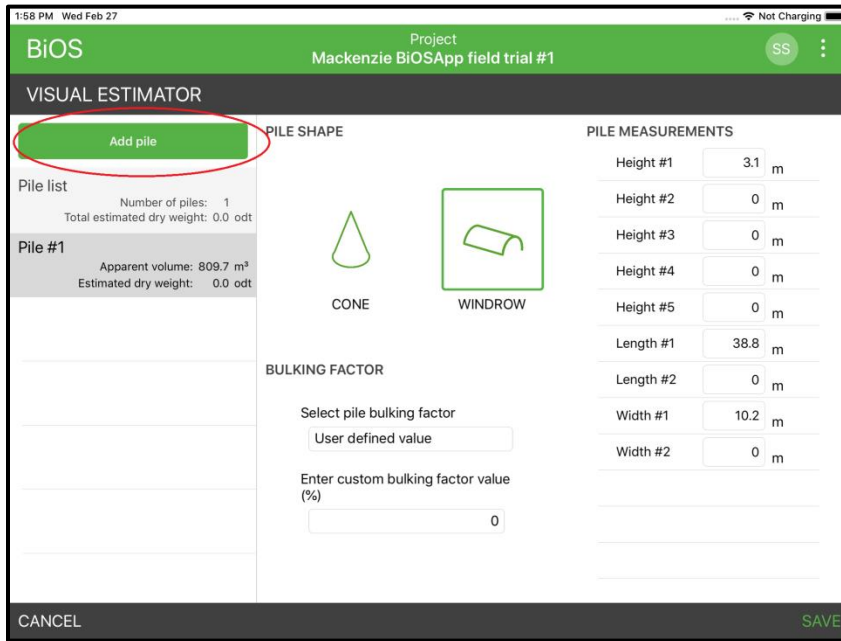 1:58 PM Wed Feb 27
Not Charging
BiOS
Project
Mackenzie BiOSApp field trial #1
SS
VISUAL ESTIMATOR
Add pile
Pile list
Number of piles: 1
Total estimated dry weight: 0.0 odt
Pile #1
Apparent volume: 809.7 m³
Estimated dry weight: 0.0 odt
PILE SHAPE
CONE
WINDROW
BULKING FACTOR
Select pile bulking factor
User defined value
Enter custom bulking factor value
(%)
0
PILE MEASUREMENTS
Height #1 3.1 m
Height #2 0 m
Height #3 0 m
Height #4 0 m
Height #5 0 m
Length #1 38.8 m
Length #2 0 m
Width #1 10.2 m
Width #2 0 m
CANCEL
SAVE